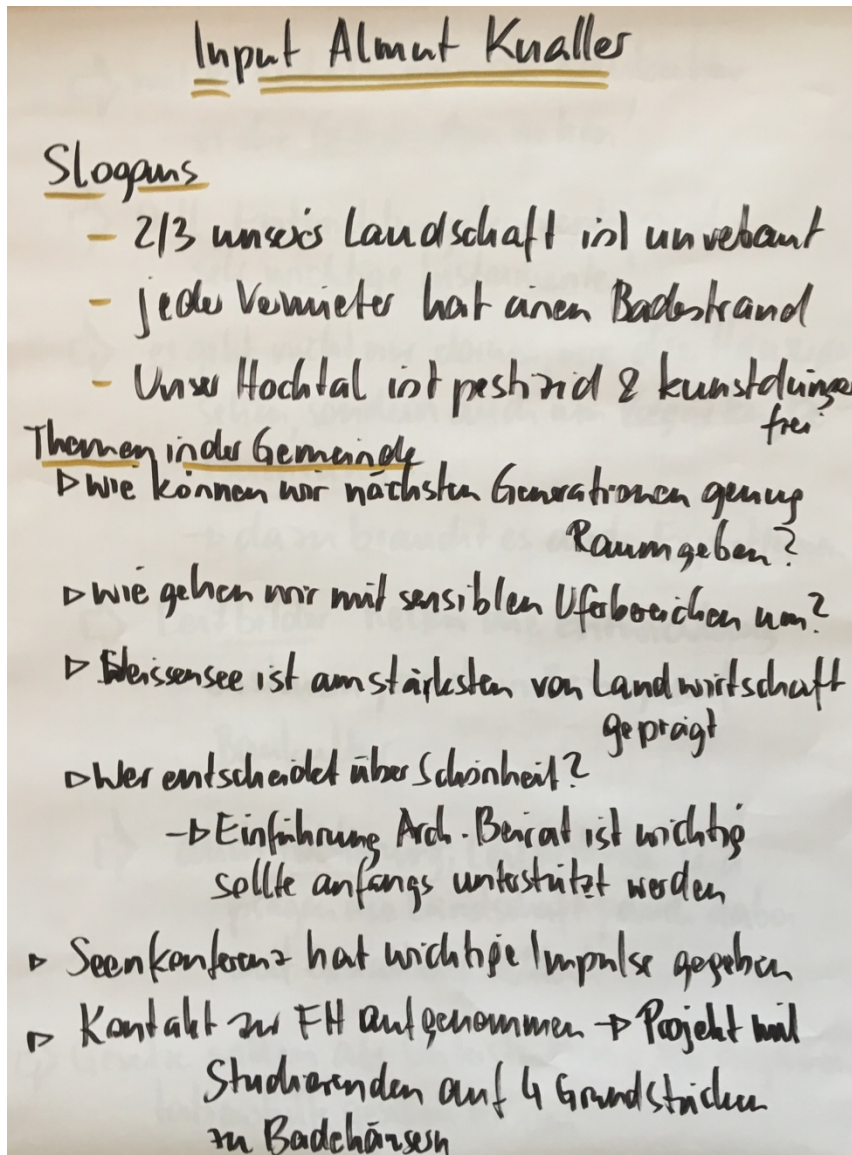 Input Almut Knaller
Slogans
- 2/3 unseres Landschaft ist unverbaut
- jeder Vermieter hat einen Badestrand
- Unser Hochtal ist pestizid & kunstdünger
frei
Themen in der Gemeinde
▷ wie können wir nächsten Generationen genug
Raum geben?
▷ wie gehen wir mit sensiblen Uferbereichen um?
▷ Weissensee ist am stärksten von Landwirtschaft
geprägt
▷ Wer entscheidet über Schönheit?
→ Einführung Arch. Beirat ist wichtig
sollte anfangs unterstützt werden
▷ Seenkonferenz hat wichtige Impulse gegeben
▷ Kontakt zur FH aufgenommen → Projekt mit
Studierenden auf 4 Grundstücken
zu Badehäusern